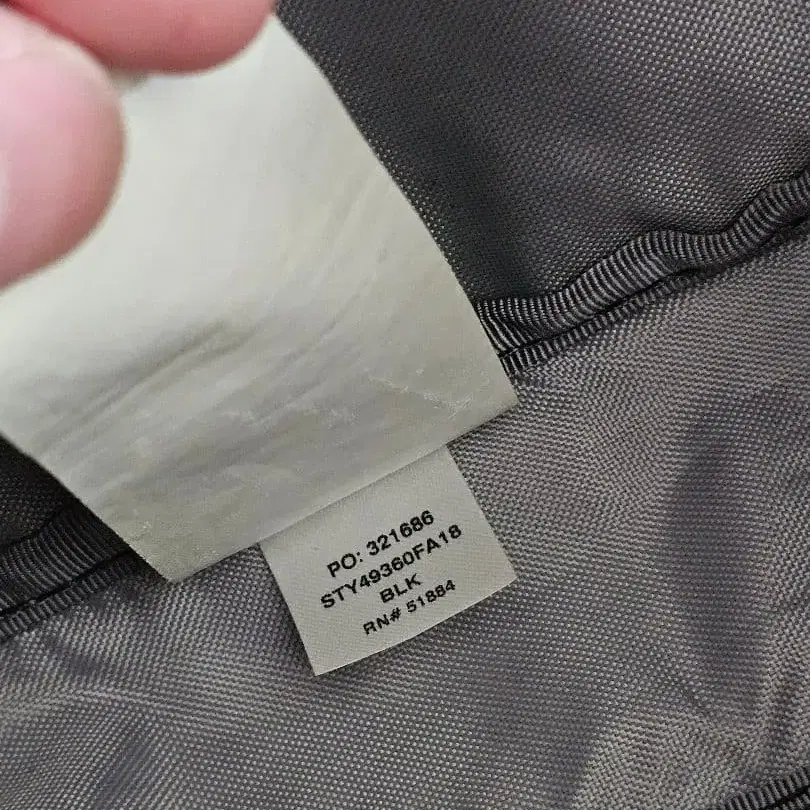 PO: 321686
STY49360FA18
BLK
RN# 51884